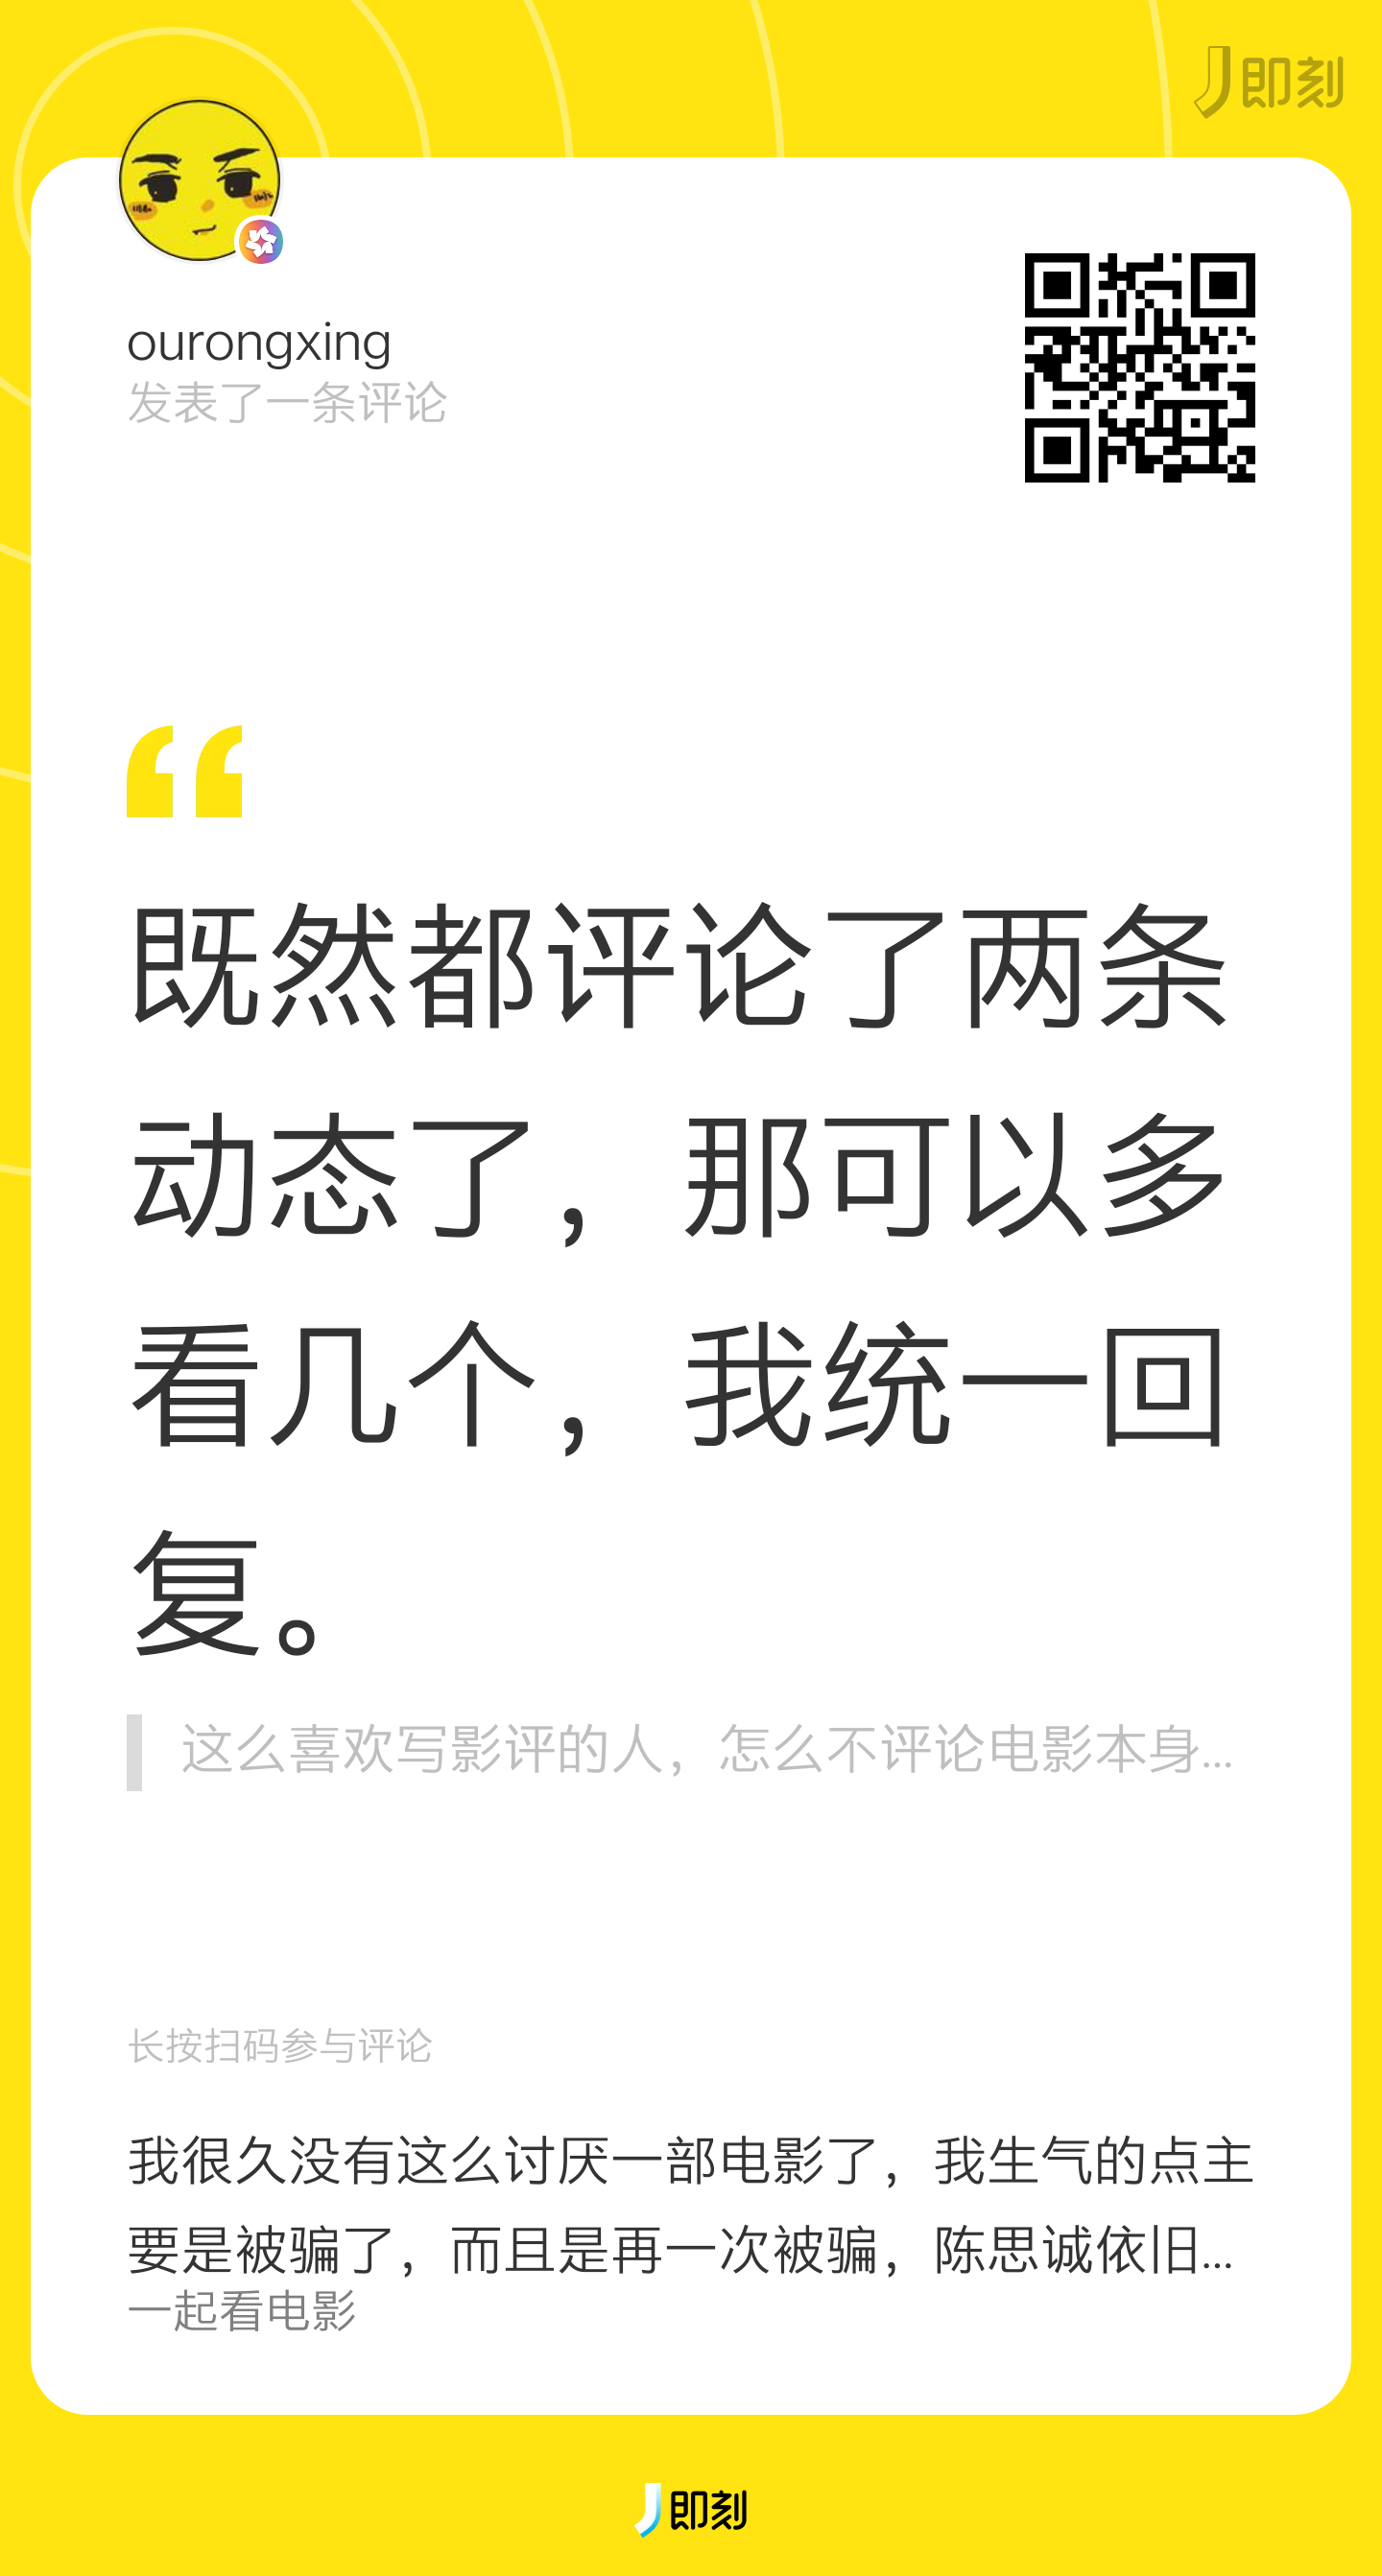 即刻
ourongxing
发表了一条评论
既然都评论了两条
动态了，那可以多
看几个，我统一回
复。
这么喜欢写影评的人，怎么不评论电影本身...
长按扫码参与评论
我很久没有这么讨厌一部电影了，我生气的点主
要是被骗了，而且是再一次被骗，陈思诚依旧...
一起看电影
即刻